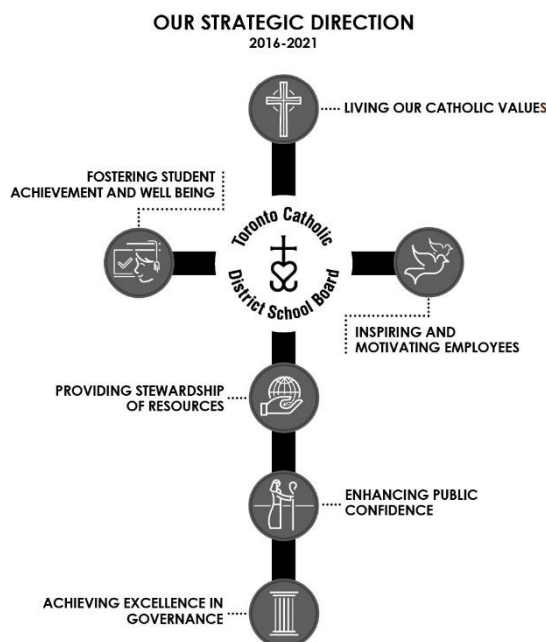 OUR STRATEGIC DIRECTION
2016-2021
LIVING OUR CATHOLIC VALUES
FOSTERING STUDENT
ACHIEVEMENT AND WELL BEING
Toronto Catholic
District School Board
INSPIRING AND
MOTIVATING EMPLOYEES
PROVIDING STEWARDSHIP
OF RESOURCES
ENHANCING PUBLIC
CONFIDENCE
ACHIEVING EXCELLENCE IN
GOVERNANCE